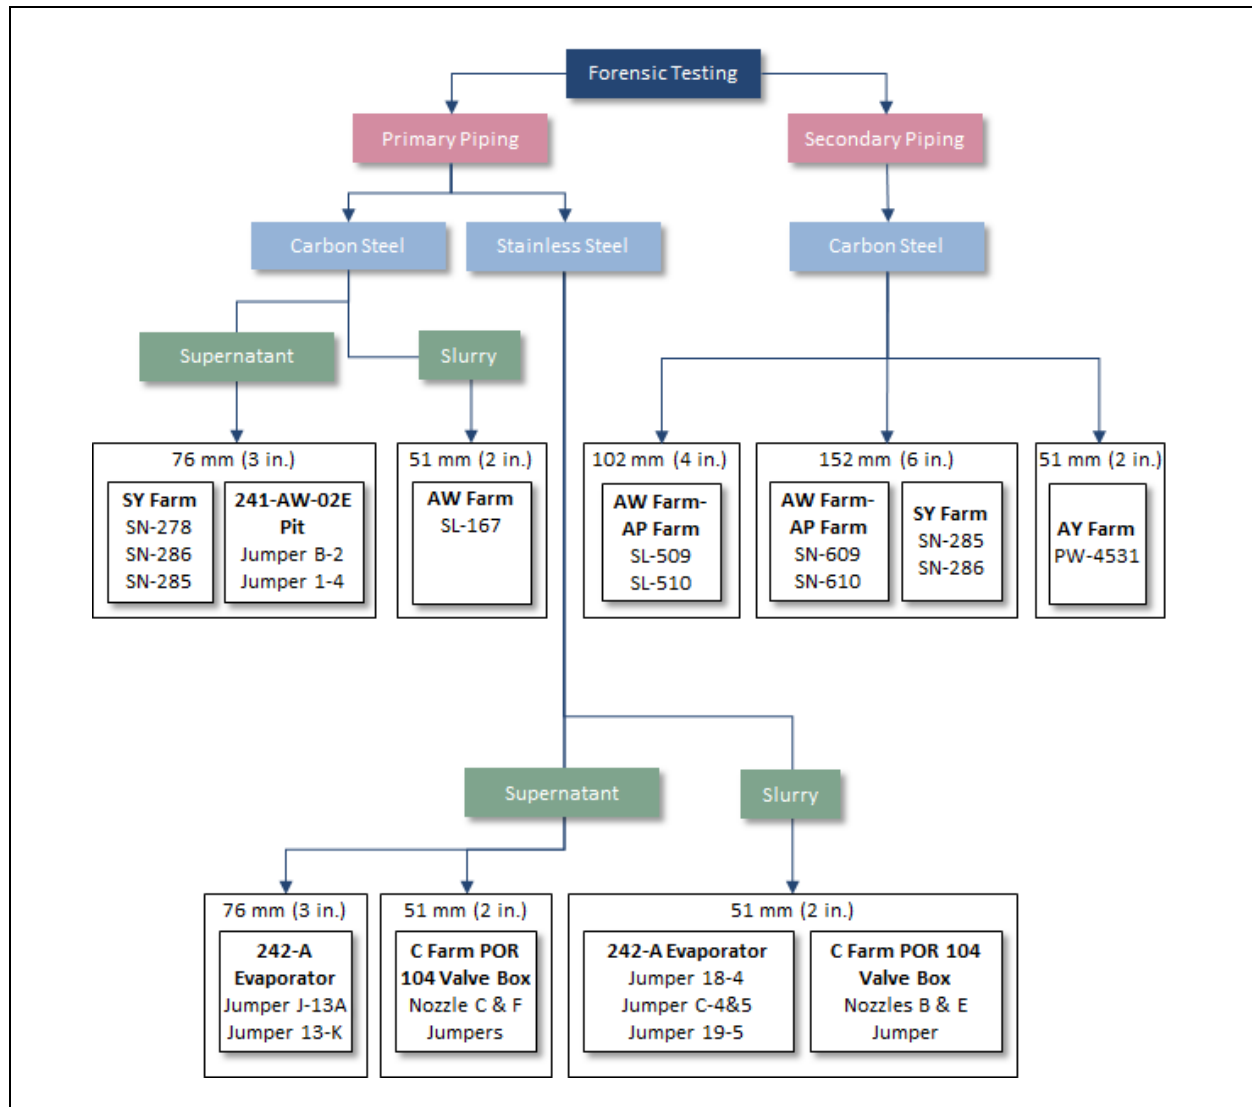 Forensic Testing
Primary Piping
Secondary Piping
Carbon Steel
Stainless Steel
Carbon Steel
Supernatant
Slurry
76 mm (3 in.)
SY Farm
SN-278
SN-286
SN-285
241-AW-02E
Pit
Jumper B-2
Jumper 1-4
51 mm (2 in.)
AW Farm
SL-167
102 mm (4 in.)
AW Farm-
AP Farm
SL-509
SL-510
152 mm (6 in.)
AW Farm-
AP Farm
SN-609
SN-610
SY Farm
SN-285
SN-286
51 mm (2 in.)
AY Farm
PW-4531
Supernatant
Slurry
76 mm (3 in.)
242-A
Evaporator
Jumper J-13A
Jumper 13-K
51 mm (2 in.)
C Farm POR
104 Valve Box
Nozzle C & F
Jumpers
51 mm (2 in.)
242-A Evaporator
Jumper 18-4
Jumper C-4&5
Jumper 19-5
C Farm POR 104
Valve Box
Nozzles B & E
Jumper